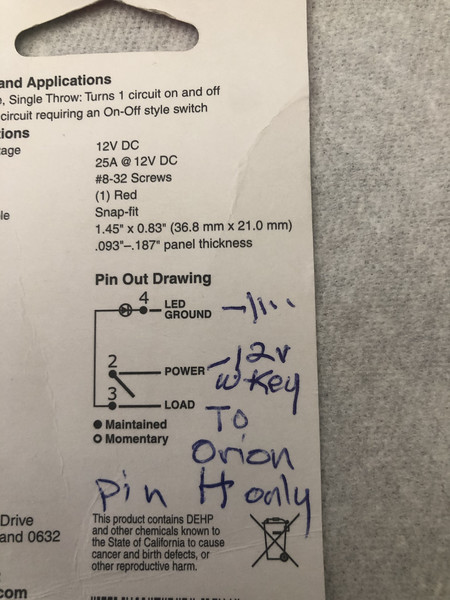 and Applications
, Single Throw: Turns 1 circuit on and off
circuit requiring an On-Off style switch
tions
tage 12V DC
25A @ 12V DC
#8-32 Screws
(1) Red
le Snap-fit
1.45" x 0.83" (36.8 mm x 21.0 mm)
.093"–.187" panel thickness
Pin Out Drawing
4 LED
GROUND
2 POWER 12v
w Key
3 LOAD To
● Maintained
○ Momentary
Orion
Pin H only
Drive
and 0632
This product contains DEHP
and other chemicals known to
the State of California to cause
cancer and birth defects, or
other reproductive harm.
com